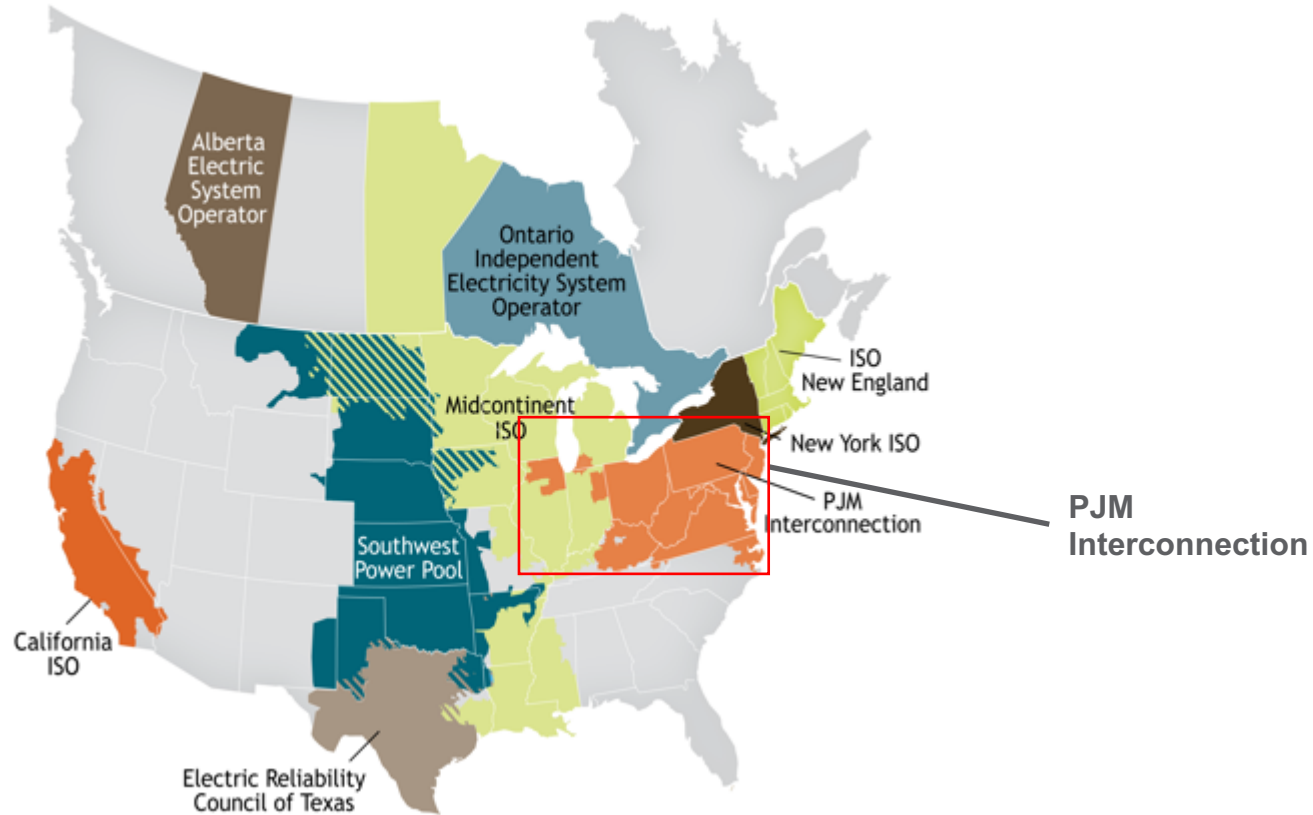 Alberta
Electric
System
Operator
Ontario
Independent
Electricity System
Operator
ISO
New England
Midcontinent
ISO
New York ISO
PJM
Interconnection
PJM
Interconnection
Southwest
Power Pool
California
ISO
Electric Reliability
Council of Texas